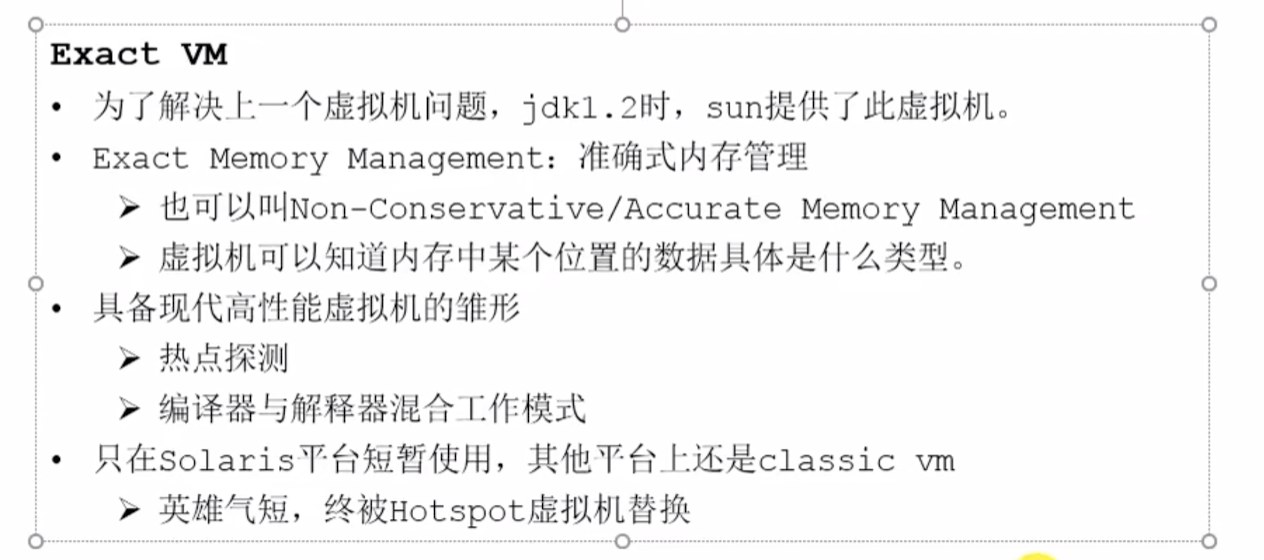 Exact VM
• 为了解决上一个虚拟机问题，jdk1.2时，sun提供了此虚拟机。
• Exact Memory Management：准确式内存管理
➢ 也可以叫Non-Conservative/Accurate Memory Management
➢ 虚拟机可以知道内存中某个位置的数据具体是什么类型。
• 具备现代高性能虚拟机的雏形
➢ 热点探测
➢ 编译器与解释器混合工作模式
• 只在Solaris平台短暂使用，其他平台上还是classic vm
➢ 英雄气短，终被Hotspot虚拟机替换